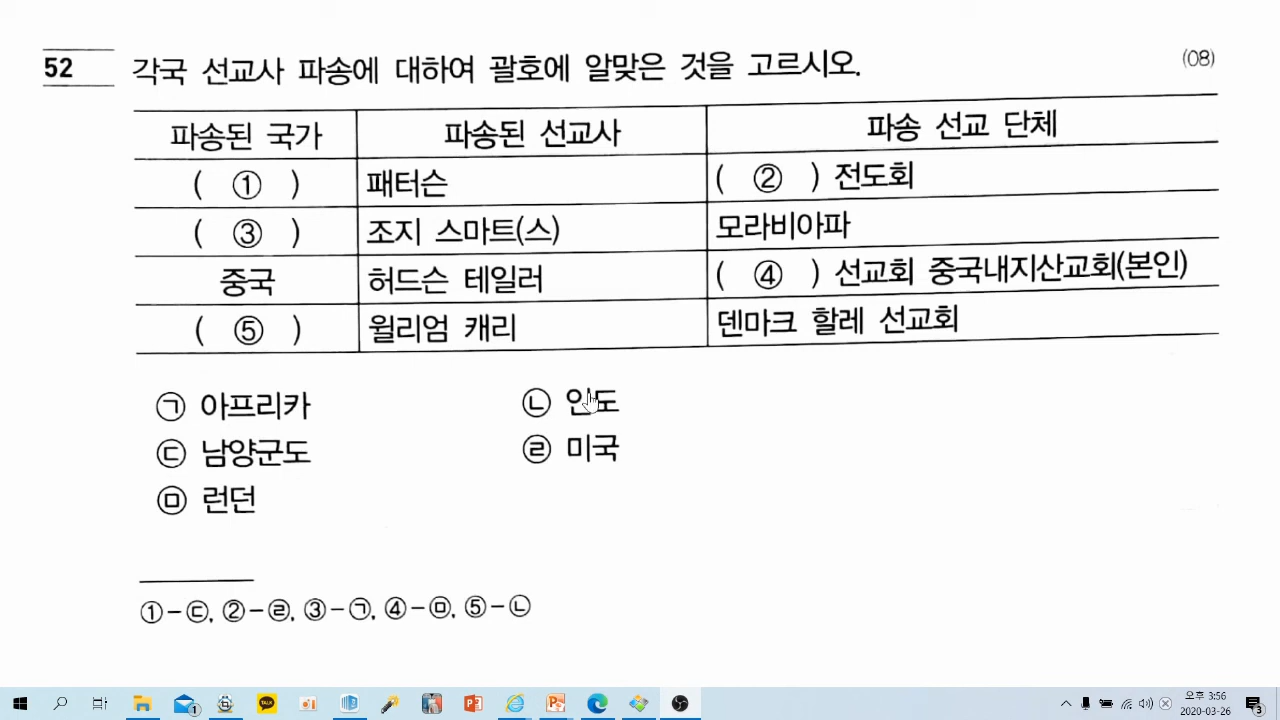 52 각국 선교사 파송에 대하여 괄호에 알맞은 것을 고르시오. (08)
파송된 국가 파송된 선교사 파송 선교 단체
( ① ) 패터슨 ( ② ) 전도회
( ③ ) 조지 스마트(스) 모라비아파
중국 허드슨 테일러 ( ④ ) 선교회 중국내지산교회(본인)
( ⑤ ) 윌리엄 캐리 덴마크 할레 선교회
㉠ 아프리카 ㉡ 인도
㉢ 남양군도 ㉣ 미국
㉤ 런던
①-㉢, ②-㉣, ③-㉠, ④-㉤, ⑤-㉡
TALK
오후 3:56
2020-03-26